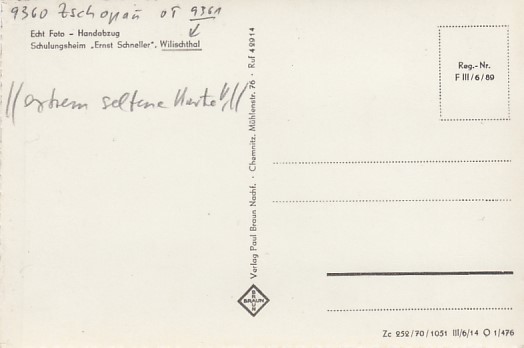 9360 Zschopau OT 9361
Echt Foto – Handabzug
Schulungsheim „Ernst Schneller", Wilischthal
//extrem seltene Karte!//
Verlag Paul Braun Nachf. · Chemnitz, Mühlenstr. 76 · Ruf 49914
BRAUN
BRAUN
Reg.-Nr.
F III/6/89
Zc 252/70/1051 III/6/14 O 1/476